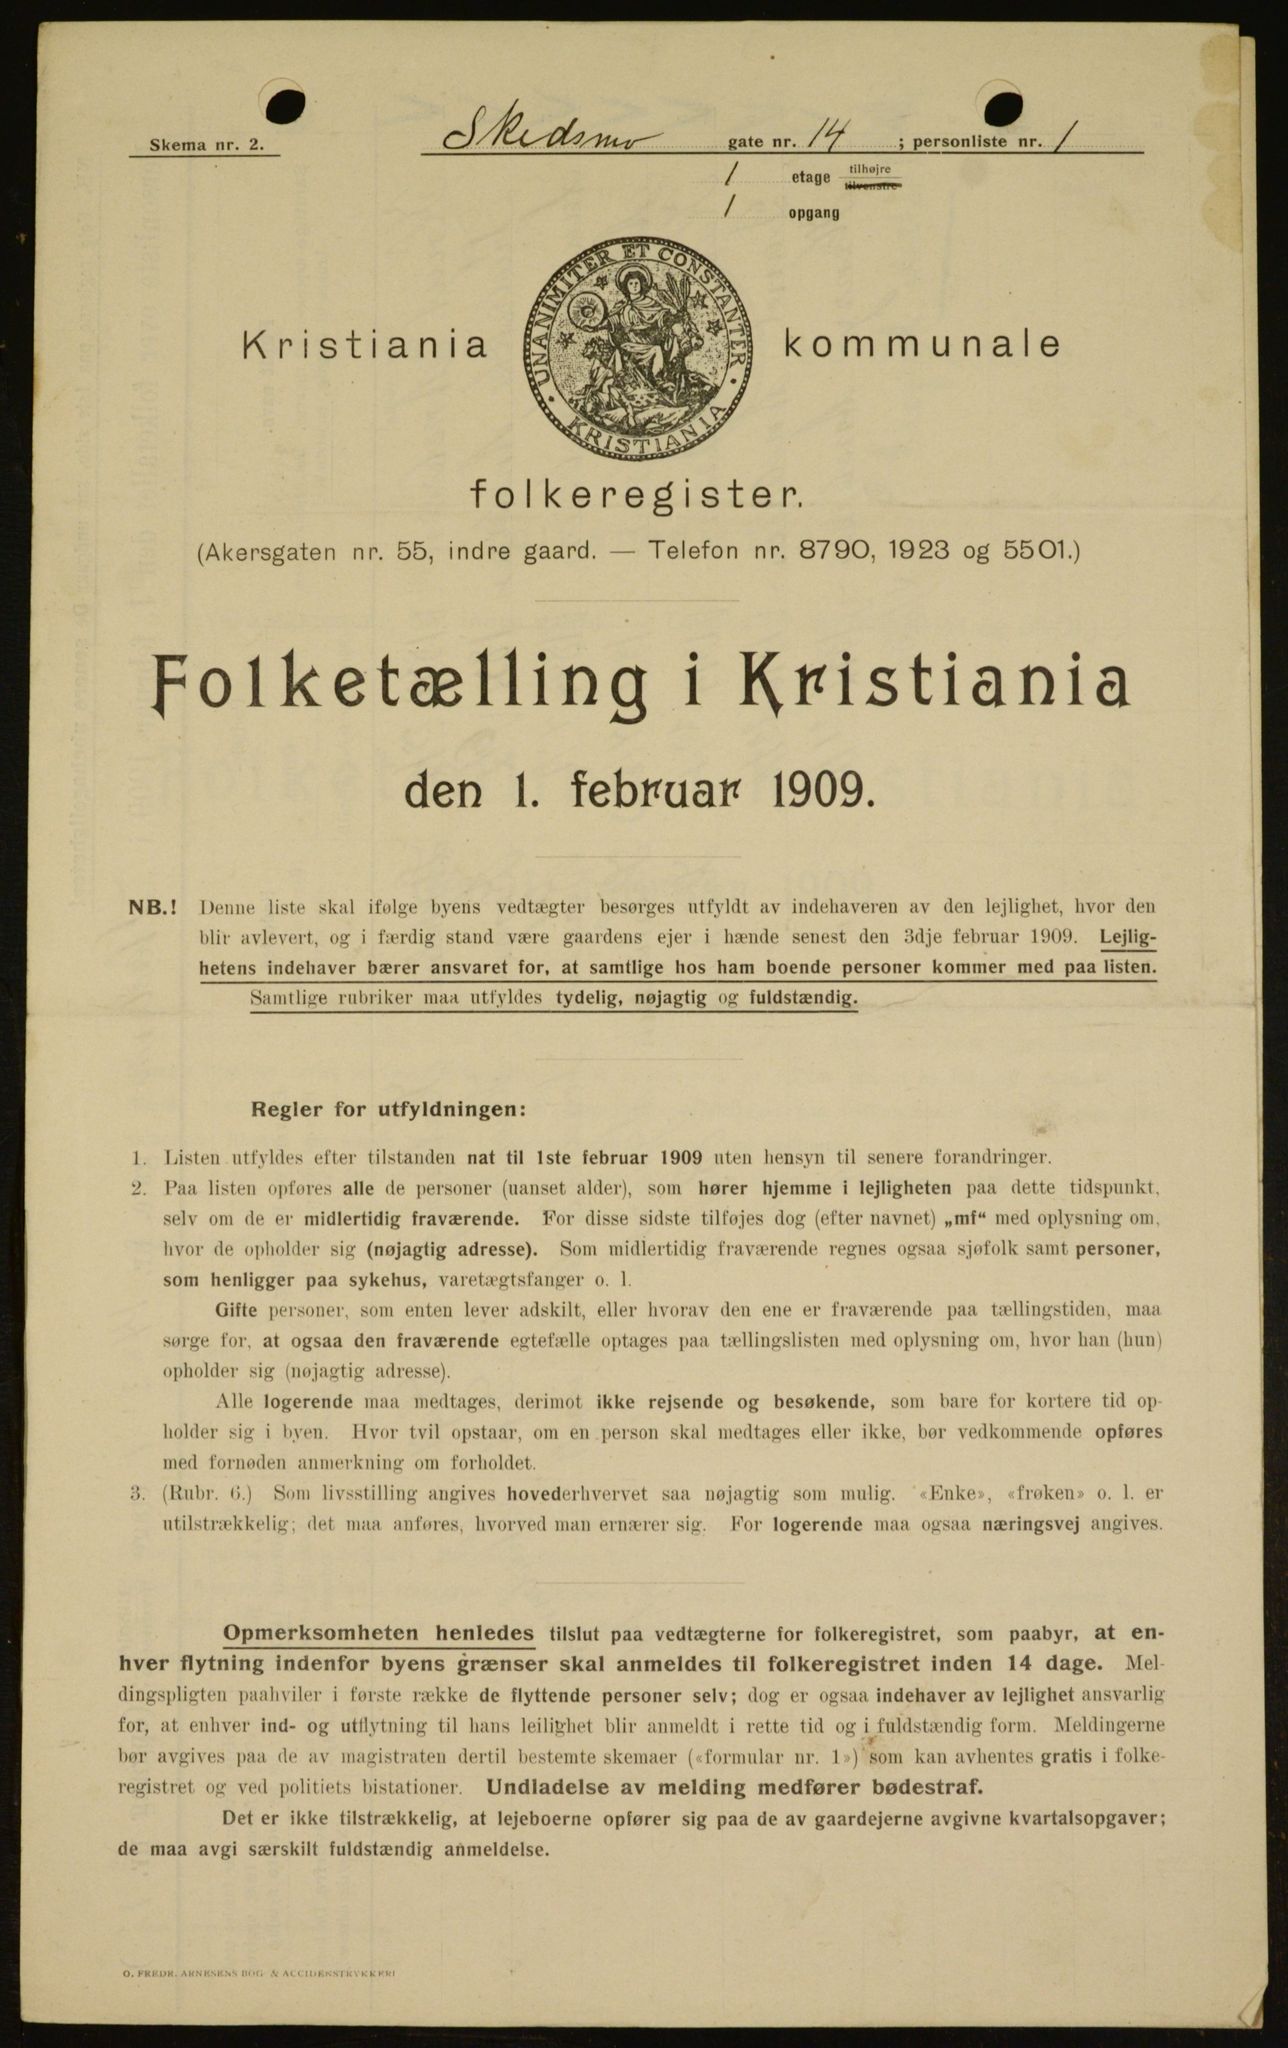 Skema nr. 2.
Skedsmo gate nr. 14 ; personliste nr. 1
1 etage tilhøjre tilvenstre
1 opgang
UNANIMITER ET CONSTANTER · KRISTIANIA ·
Kristiania kommunale
folkeregister.
(Akersgaten nr. 55, indre gaard. — Telefon nr. 8790, 1923 og 5501.)
Folketælling i Kristiania
den 1. februar 1909.
NB.! Denne liste skal ifølge byens vedtægter besørges utfyldt av indehaveren av den lejlighet, hvor den
blir avlevert, og i færdig stand være gaardens ejer i hænde senest den 3dje februar 1909. Lejlig-
hetens indehaver bærer ansvaret for, at samtlige hos ham boende personer kommer med paa listen.
Samtlige rubriker maa utfyldes tydelig, nøjagtig og fuldstændig.
Regler for utfyldningen:
1. Listen utfyldes efter tilstanden nat til 1ste februar 1909 uten hensyn til senere forandringer.
2. Paa listen opføres alle de personer (uanset alder), som hører hjemme i lejligheten paa dette tidspunkt,
selv om de er midlertidig fraværende. For disse sidste tilføjes dog (efter navnet) „mf“ med oplysning om,
hvor de opholder sig (nøjagtig adresse). Som midlertidig fraværende regnes ogsaa sjøfolk samt personer,
som henligger paa sykehus, varetægtsfanger o. l.
Gifte personer, som enten lever adskilt, eller hvorav den ene er fraværende paa tællingstiden, maa
sørge for, at ogsaa den fraværende egtefælle optages paa tællingslisten med oplysning om, hvor han (hun)
opholder sig (nøjagtig adresse).
Alle logerende maa medtages, derimot ikke rejsende og besøkende, som bare for kortere tid op-
holder sig i byen. Hvor tvil opstaar, om en person skal medtages eller ikke, bør vedkommende opføres
med fornøden anmerkning om forholdet.
3. (Rubr. 6.) Som livsstilling angives hovederhvervet saa nøjagtig som mulig. «Enke», «frøken» o. l. er
utilstrækkelig; det maa anføres, hvorved man ernærer sig. For logerende maa ogsaa næringsvej angives.
Opmerksomheten henledes tilslut paa vedtægterne for folkeregistret, som paabyr, at en-
hver flytning indenfor byens grænser skal anmeldes til folkeregistret inden 14 dage. Mel-
dingspligten paahviler i første række de flyttende personer selv; dog er ogsaa indehaver av lejlighet ansvarlig
for, at enhver ind- og utflytning til hans leilighet blir anmeldt i rette tid og i fuldstændig form. Meldingerne
bør avgives paa de av magistraten dertil bestemte skemaer («formular nr. 1») som kan avhentes gratis i folke-
registret og ved politiets bistationer. Undladelse av melding medfører bødestraf.
Det er ikke tilstrækkelig, at lejeboerne opfører sig paa de av gaardejerne avgivne kvartalsopgaver;
de maa avgi særskilt fuldstændig anmeldelse.
O. FREDR. ARNESENS BOG- & ACCIDENSTRYKKERI